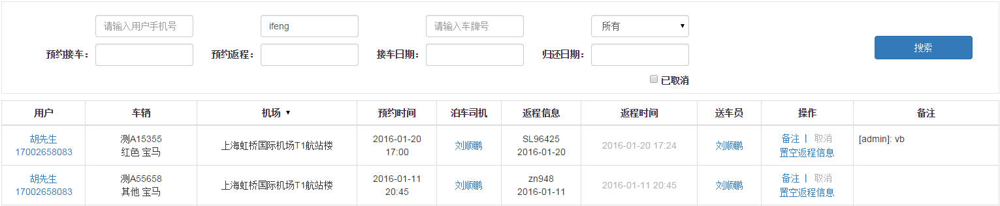 请输入用户手机号 ifeng 请输入车牌号 所有
搜索
预约接车： 预约返程： 接车日期： 归还日期：
已取消
用户 车辆 机场 ▼ 预约时间 泊车司机 返程信息 返程时间 送车员 操作 备注
胡先生 测A15355 上海虹桥国际机场T1航站楼 2016-01-20 刘顺鹏 SL96425 2016-01-20 17:24 刘顺鹏 备注 | 取消 [admin]: vb
17002658083 红色 宝马 17:00 2016-01-20 置空返程信息
胡先生 测A55658 上海虹桥国际机场T1航站楼 2016-01-11 刘顺鹏 zn948 2016-01-11 20:45 刘顺鹏 备注 | 取消
17002658083 其他 宝马 20:45 2016-01-11 置空返程信息